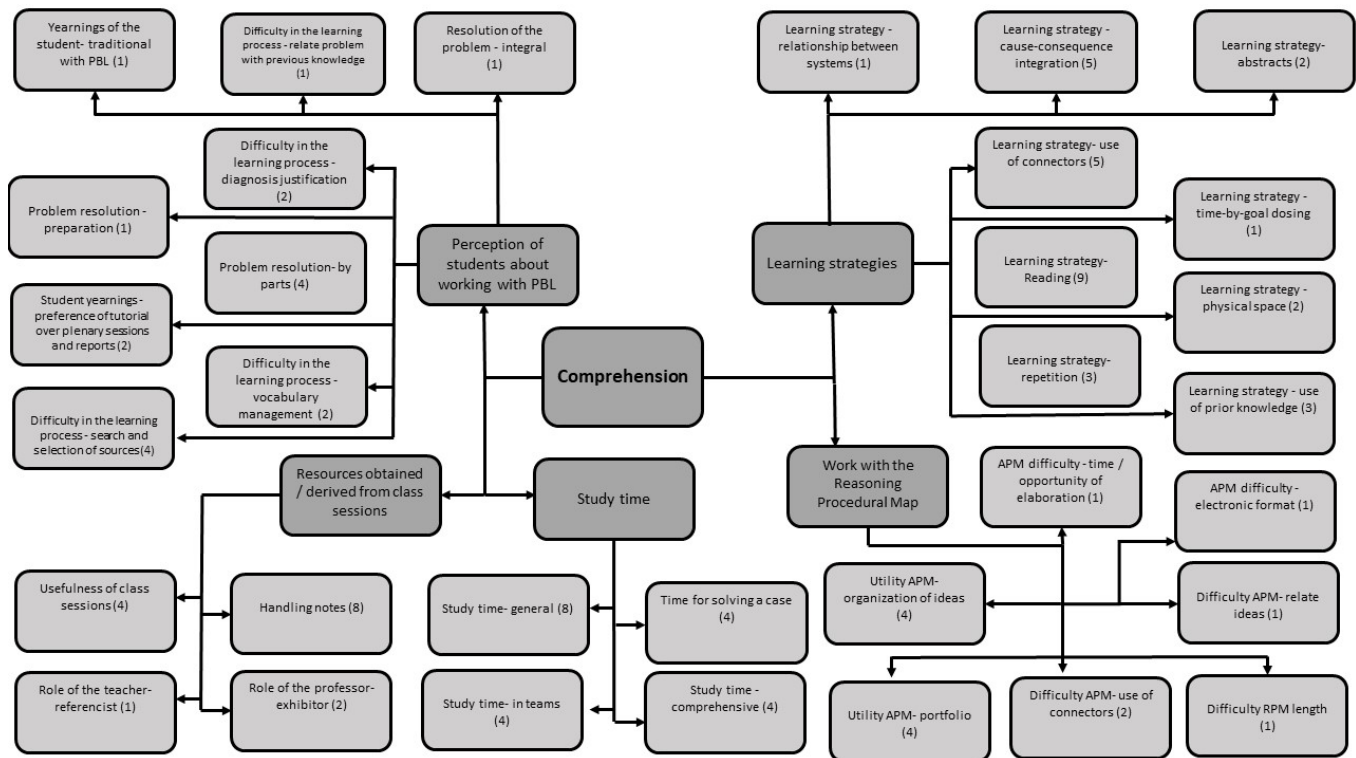 Yearnings of the
student- traditional
with PBL (1)
Difficulty in the learning
process - relate problem
with previous knowledge
(1)
Resolution of the
problem - integral
(1)
Learning strategy -
relationship between
systems (1)
Learning strategy -
cause-consequence
integration (5)
Learning strategy-
abstracts (2)
Difficulty in the
learning process -
diagnosis justification
(2)
Learning strategy- use
of connectors (5)
Problem resolution -
preparation (1)
Learning strategy -
time-by-goal dosing
(1)
Problem resolution- by
parts (4)
Perception of
students about
working with PBL
Learning strategies
Learning strategy-
Reading (9)
Student yearnings-
preference of tutorial
over plenary sessions
and reports (2)
Learning strategy -
physical space (2)
Difficulty in the
learning process -
vocabulary
management (2)
Comprehension
Learning strategy-
repetition (3)
Difficulty in the learning
process - search and
selection of sources(4)
Learning strategy - use
of prior knowledge (3)
Resources obtained
/ derived from class
sessions
Study time
Work with the
Reasoning
Procedural Map
APM difficulty - time /
opportunity of
elaboration (1)
APM difficulty -
electronic format (1)
Usefulness of class
sessions (4)
Handling notes (8)
Study time- general (8)
Time for solving a case
(4)
Utility APM-
organization of ideas
(4)
Difficulty APM- relate
ideas (1)
Role of the teacher-
referencist (1)
Role of the professor-
exhibitor (2)
Study time- in teams
(4)
Study time -
comprehensive (4)
Utility APM- portfolio
(4)
Difficulty APM- use of
connectors (2)
Difficulty RPM length
(1)